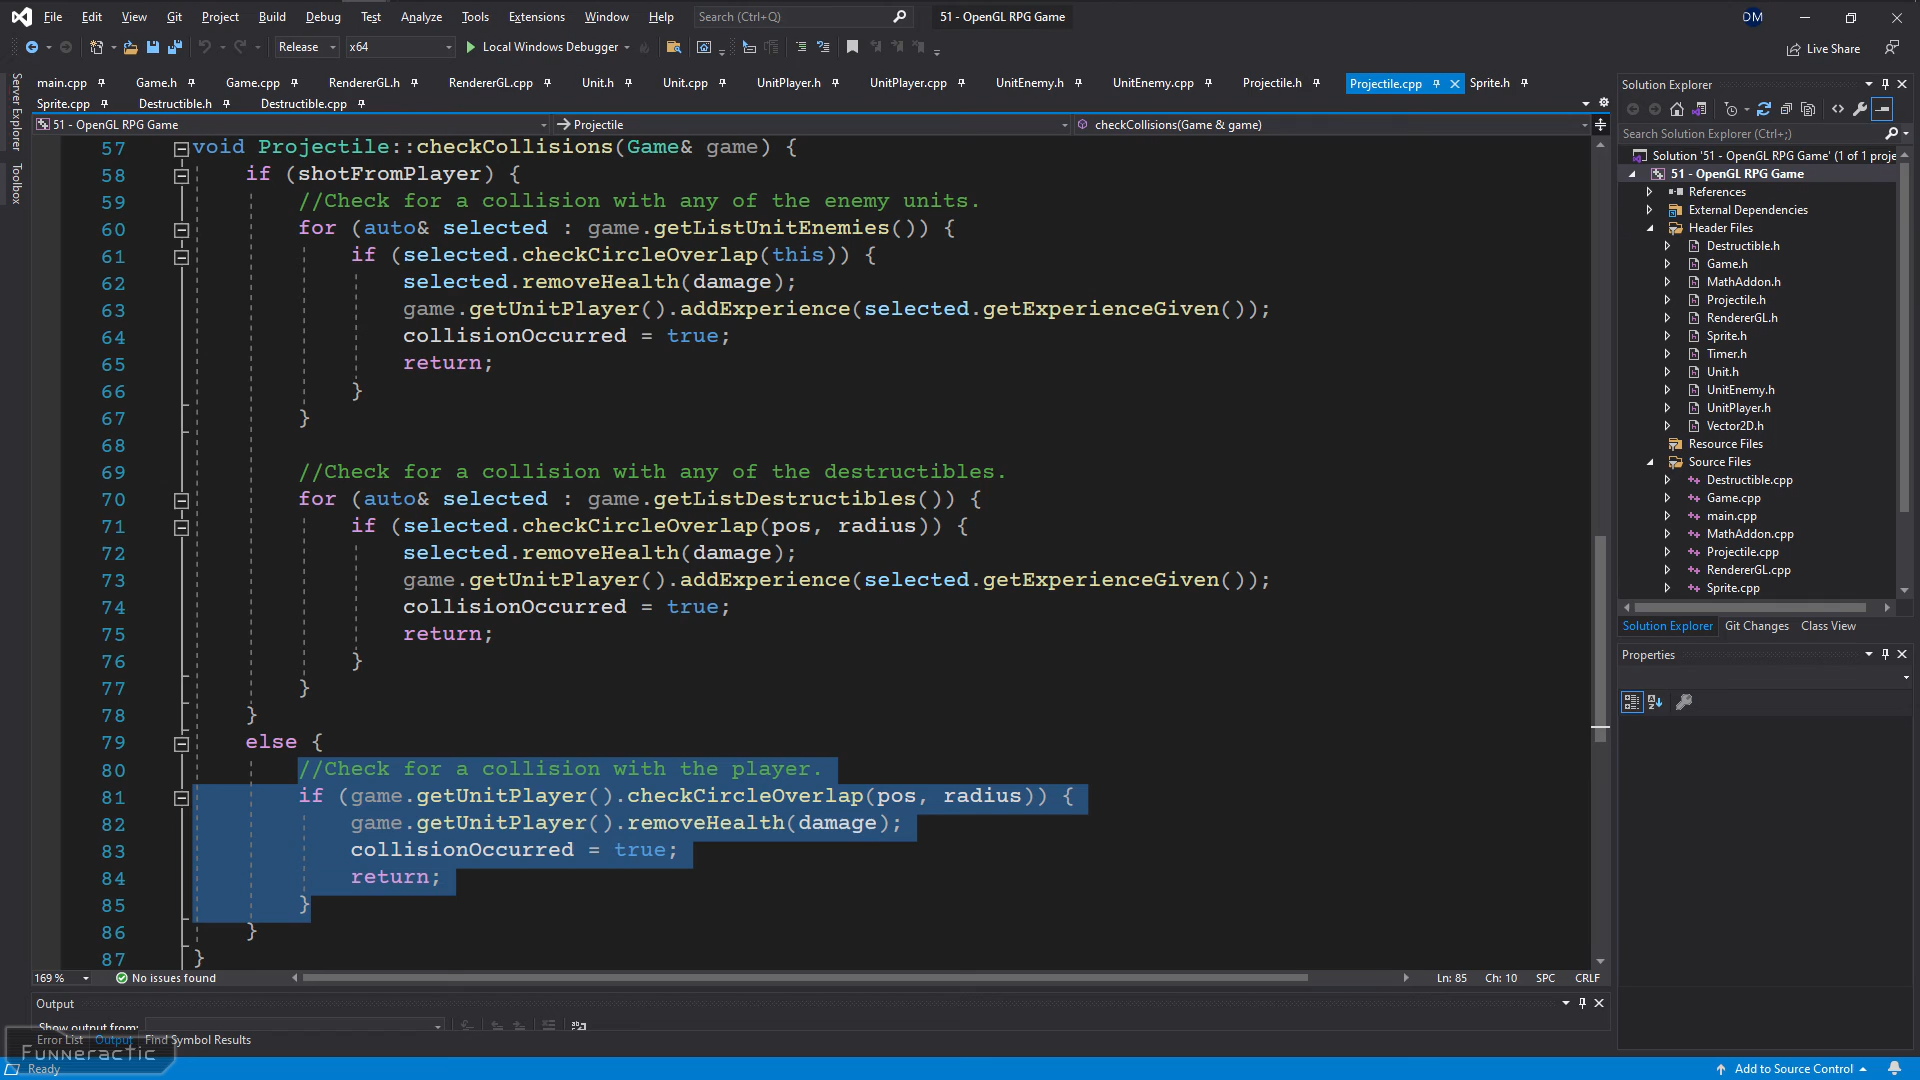 File Edit View Git Project Build Debug Test Analyze Tools Extensions Window Help Search (Ctrl+Q) 51 - OpenGL RPG Game DM
Release x64 Local Windows Debugger Live Share
main.cpp Game.h Game.cpp RendererGL.h RendererGL.cpp Unit.h Unit.cpp UnitPlayer.h UnitPlayer.cpp UnitEnemy.h UnitEnemy.cpp Projectile.h Projectile.cpp Sprite.h
Sprite.cpp Destructible.h Destructible.cpp
Server Explorer
Toolbox
51 - OpenGL RPG Game Projectile checkCollisions(Game & game)
57 void Projectile::checkCollisions(Game& game) {
58 if (shotFromPlayer) {
59 //Check for a collision with any of the enemy units.
60 for (auto& selected : game.getListUnitEnemies()) {
61 if (selected.checkCircleOverlap(this)) {
62 selected.removeHealth(damage);
63 game.getUnitPlayer().addExperience(selected.getExperienceGiven());
64 collisionOccurred = true;
65 return;
66 }
67 }
68
69 //Check for a collision with any of the destructibles.
70 for (auto& selected : game.getListDestructibles()) {
71 if (selected.checkCircleOverlap(pos, radius)) {
72 selected.removeHealth(damage);
73 game.getUnitPlayer().addExperience(selected.getExperienceGiven());
74 collisionOccurred = true;
75 return;
76 }
77 }
78 }
79 else {
80 //Check for a collision with the player.
81 if (game.getUnitPlayer().checkCircleOverlap(pos, radius)) {
82 game.getUnitPlayer().removeHealth(damage);
83 collisionOccurred = true;
84 return;
85 }
86 }
87 }
169 % No issues found Ln: 85 Ch: 10 SPC CRLF
Output
Show output from:
Error List Output Find Symbol Results
Funneractic
Ready Add to Source Control
Solution Explorer
Search Solution Explorer (Ctrl+;)
Solution '51 - OpenGL RPG Game' (1 of 1 proje
51 - OpenGL RPG Game
References
External Dependencies
Header Files
Destructible.h
Game.h
MathAddon.h
Projectile.h
RendererGL.h
Sprite.h
Timer.h
Unit.h
UnitEnemy.h
UnitPlayer.h
Vector2D.h
Resource Files
Source Files
Destructible.cpp
Game.cpp
main.cpp
MathAddon.cpp
Projectile.cpp
RendererGL.cpp
Sprite.cpp
Solution Explorer Git Changes Class View
Properties